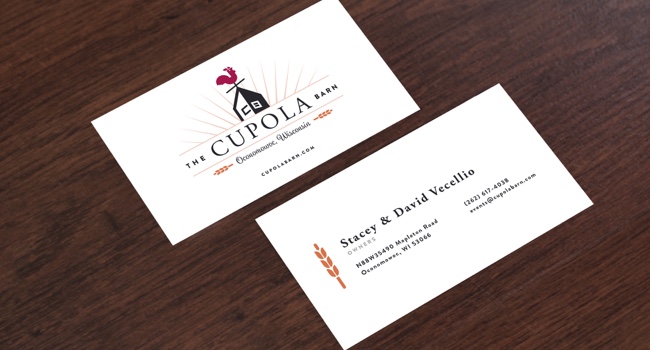 THE CUPOLA BARN
Oconomowoc, Wisconsin
CUPOLABARN.COM
Stacey & David Vecellio
OWNERS
N88W35490 Mapleton Road
Oconomowoc, WI 53066
(262) 617-4038
events@cupolabarn.com